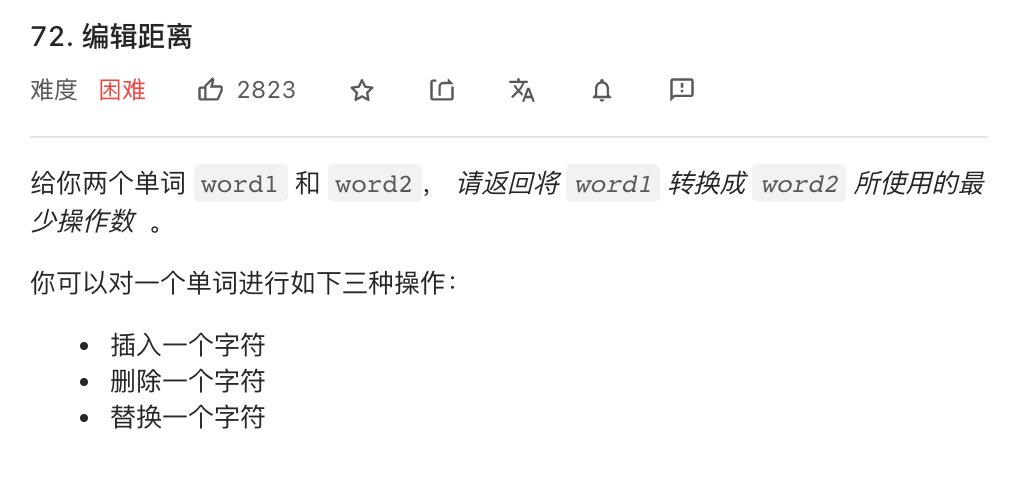 72. 编辑距离
难度 困难 2823
给你两个单词 word1 和 word2， 请返回将 word1 转换成 word2 所使用的最
少操作数 。
你可以对一个单词进行如下三种操作：
• 插入一个字符
• 删除一个字符
• 替换一个字符